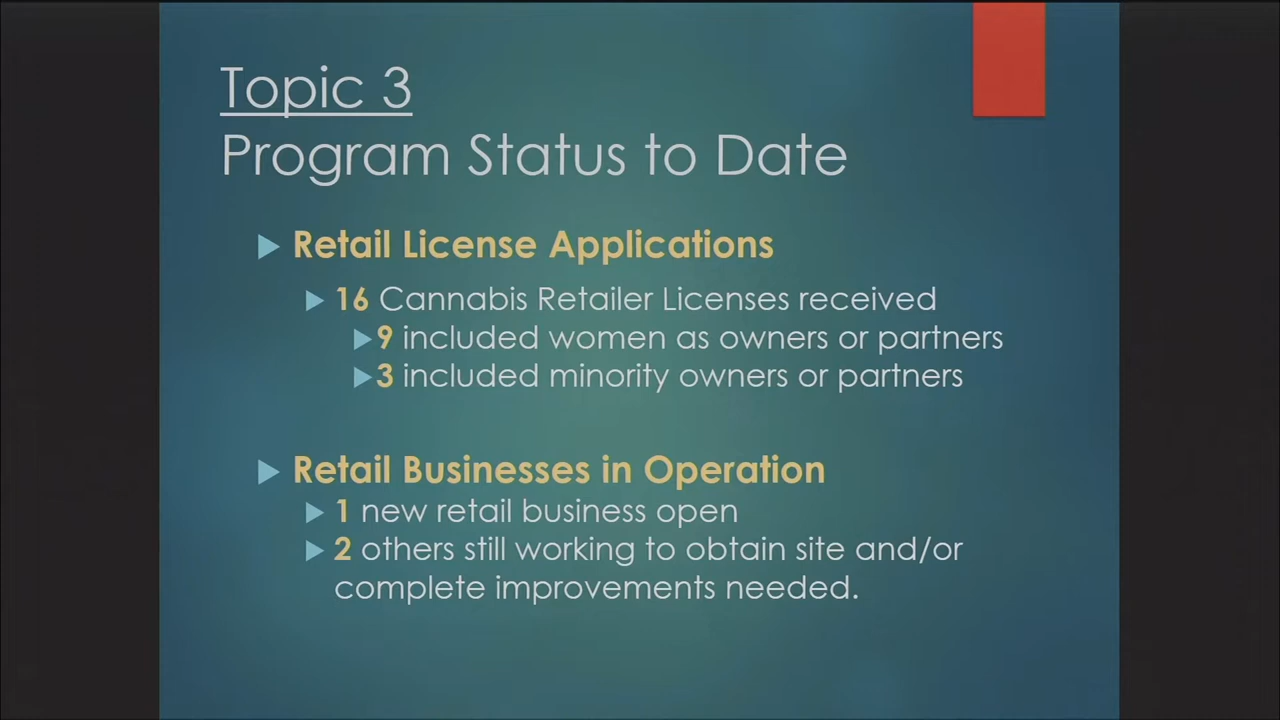 Topic 3
Program Status to Date
Retail License Applications
16 Cannabis Retailer Licenses received
9 included women as owners or partners
3 included minority owners or partners
Retail Businesses in Operation
1 new retail business open
2 others still working to obtain site and/or
complete improvements needed.